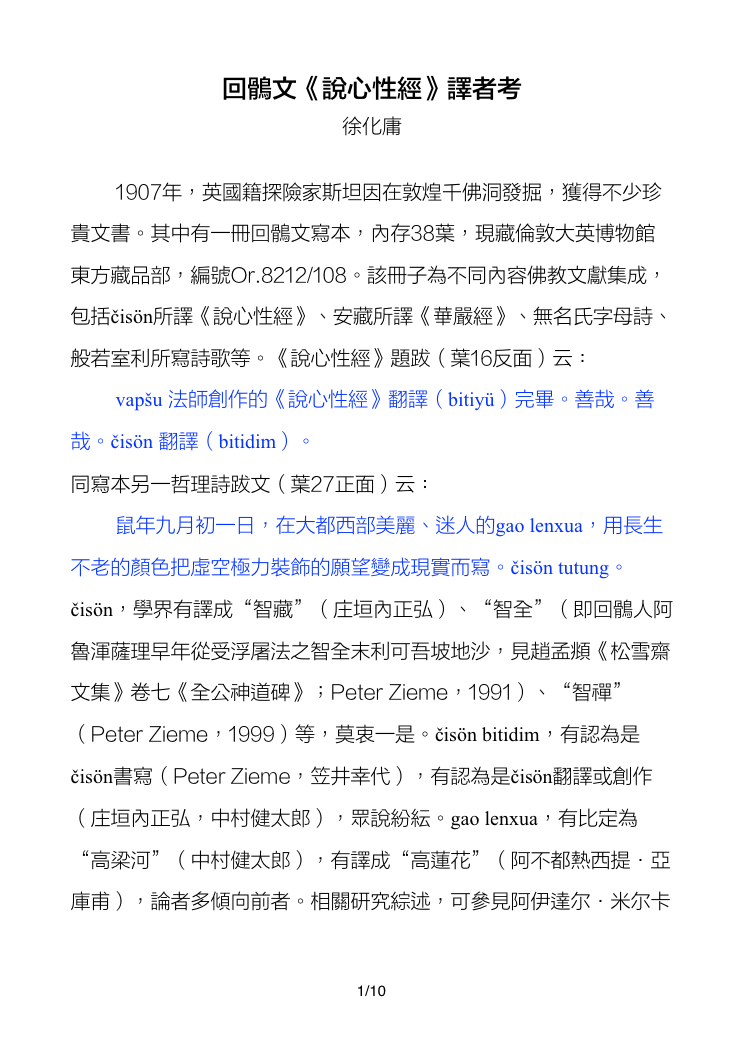 回鶻文《說心性經》譯者考
徐化庸
1907年，英國籍探險家斯坦因在敦煌千佛洞發掘，獲得不少珍
貴文書。其中有一冊回鶻文寫本，內存38葉，現藏倫敦大英博物館
東方藏品部，編號Or.8212/108。該冊子為不同內容佛教文獻集成，
包括čisön所譯《說心性經》、安藏所譯《華嚴經》、無名氏字母詩、
般若室利所寫詩歌等。《說心性經》題跋（葉16反面）云：
vapšu 法師創作的《說心性經》翻譯（bitiyü）完畢。善哉。善
哉。čisön 翻譯（bitidim）。
同寫本另一哲理詩跋文（葉27正面）云：
鼠年九月初一日，在大都西部美麗、迷人的gao lenxua，用長生
不老的顏色把虛空極力裝飾的願望變成現實而寫。čisön tutung。
čisön，學界有譯成“智藏”（庄垣內正弘）、“智全”（即回鶻人阿
魯渾薩理早年從受浮屠法之智全末利可吾坡地沙，見趙孟頫《松雪齋
文集》卷七《全公神道碑》；Peter Zieme，1991）、“智禪”
（Peter Zieme，1999）等，莫衷一是。čisön bitidim，有認為是
čisön書寫（Peter Zieme，笠井幸代），有認為是čisön翻譯或創作
（庄垣內正弘，中村健太郎），眾說紛紜。gao lenxua，有比定為
“高梁河”（中村健太郎），有譯成“高蓮花”（阿不都熱西提·亞
庫甫），論者多傾向前者。相關研究綜述，可參見阿伊達尔·米尔卡
1/10